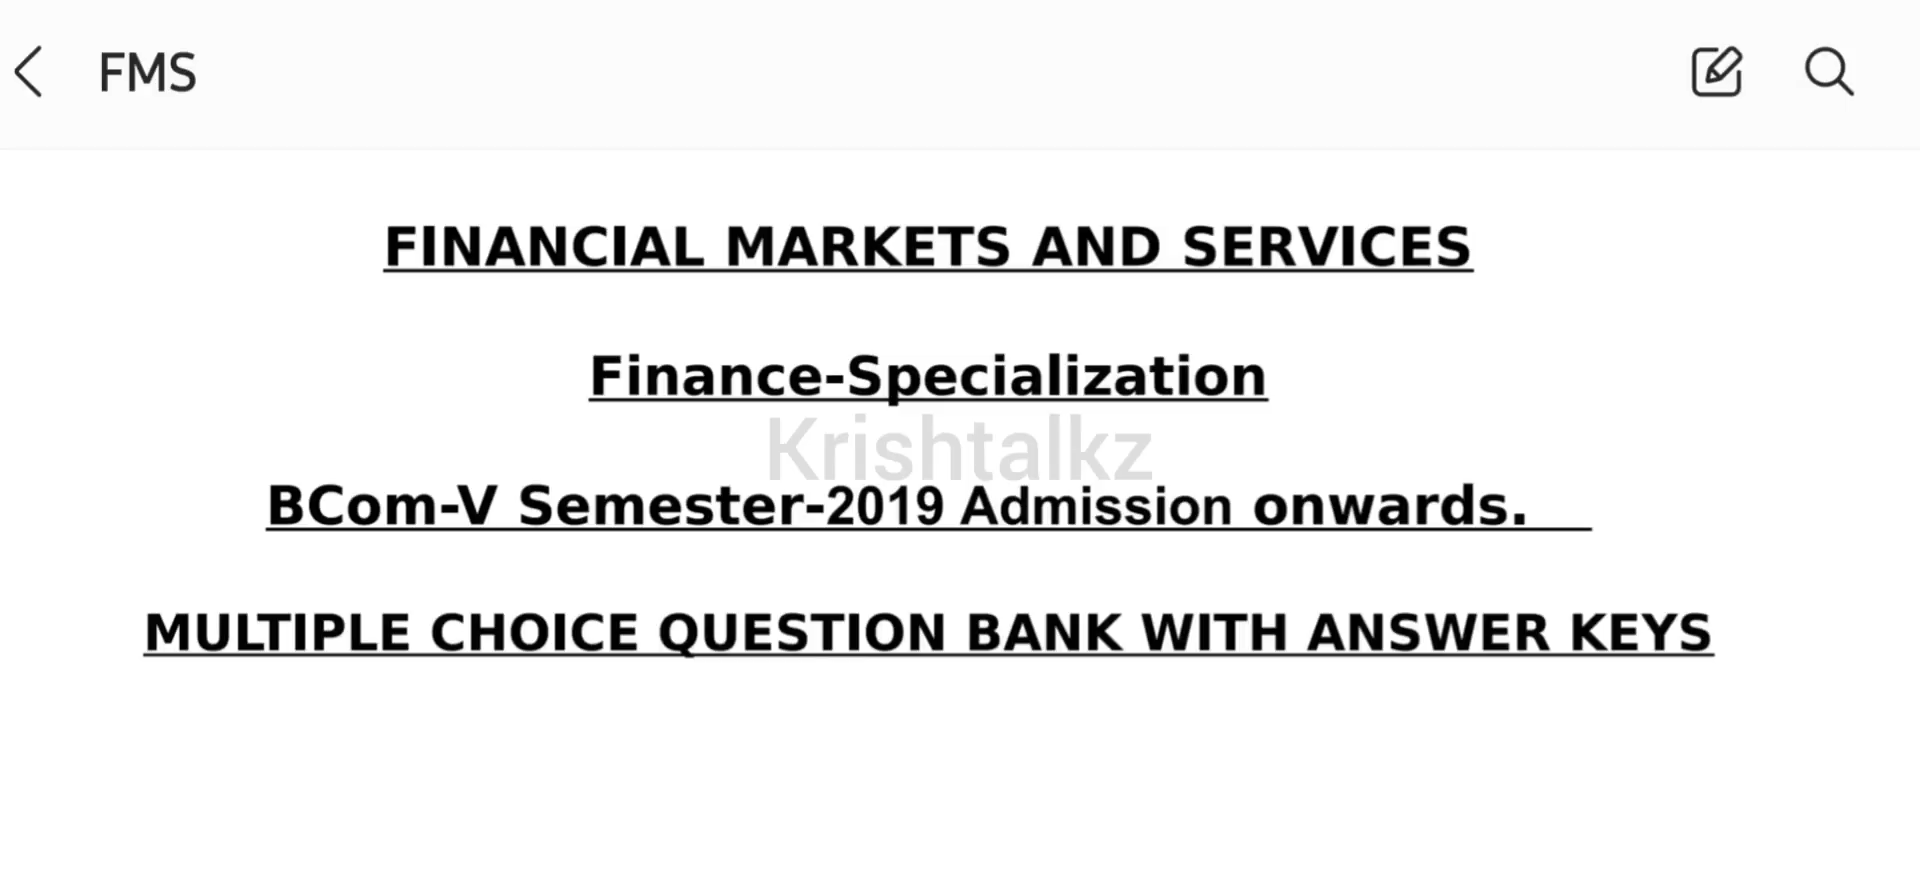 FMS
FINANCIAL MARKETS AND SERVICES
Finance-Specialization
Krishtalkz
BCom-V Semester-2019 Admission onwards.
MULTIPLE CHOICE QUESTION BANK WITH ANSWER KEYS